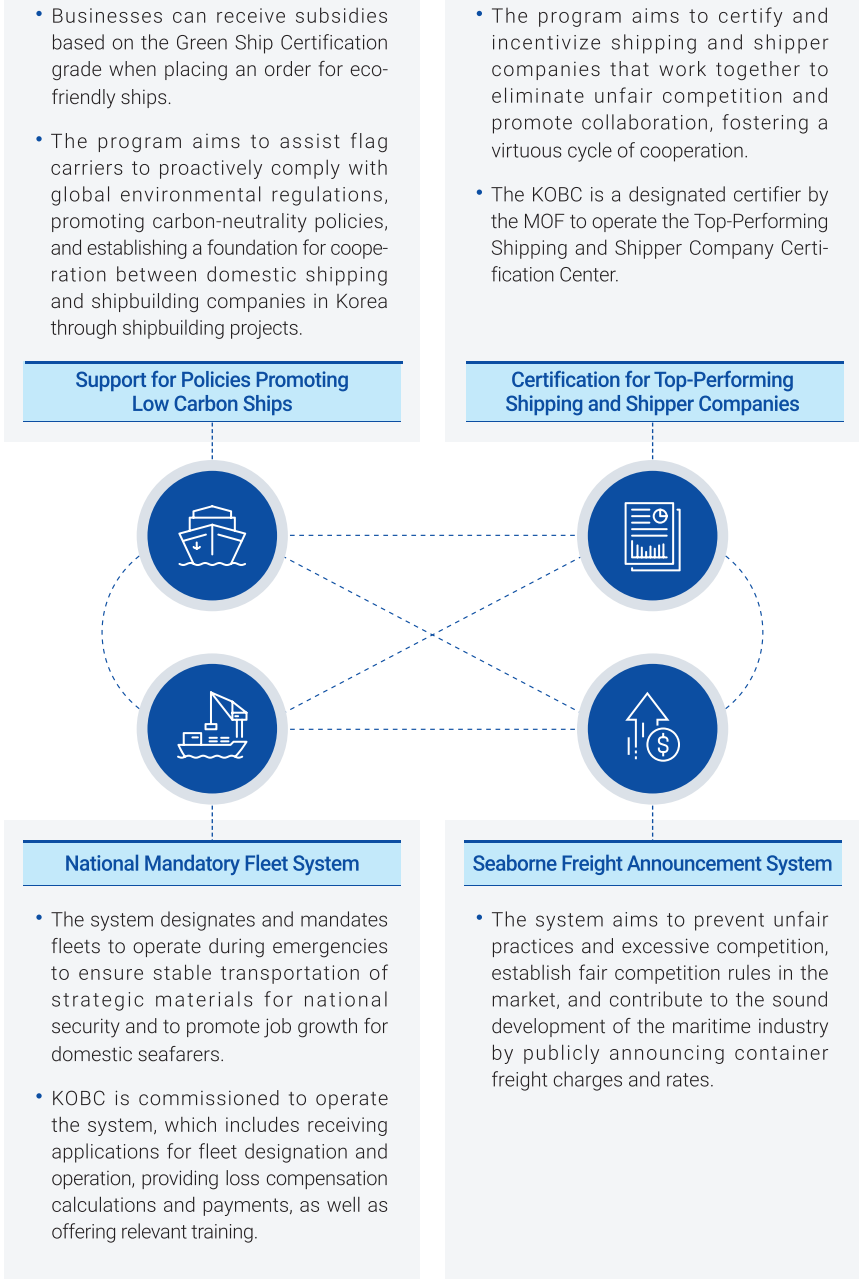 • Businesses can receive subsidies
based on the Green Ship Certification
grade when placing an order for eco-
friendly ships.
• The program aims to assist flag
carriers to proactively comply with
global environmental regulations,
promoting carbon-neutrality policies,
and establishing a foundation for coope-
ration between domestic shipping
and shipbuilding companies in Korea
through shipbuilding projects.
Support for Policies Promoting
Low Carbon Ships
• The program aims to certify and
incentivize shipping and shipper
companies that work together to
eliminate unfair competition and
promote collaboration, fostering a
virtuous cycle of cooperation.
• The KOBC is a designated certifier by
the MOF to operate the Top-Performing
Shipping and Shipper Company Certi-
fication Center.
Certification for Top-Performing
Shipping and Shipper Companies
$
National Mandatory Fleet System
• The system designates and mandates
fleets to operate during emergencies
to ensure stable transportation of
strategic materials for national
security and to promote job growth for
domestic seafarers.
• KOBC is commissioned to operate
the system, which includes receiving
applications for fleet designation and
operation, providing loss compensation
calculations and payments, as well as
offering relevant training.
Seaborne Freight Announcement System
• The system aims to prevent unfair
practices and excessive competition,
establish fair competition rules in the
market, and contribute to the sound
development of the maritime industry
by publicly announcing container
freight charges and rates.